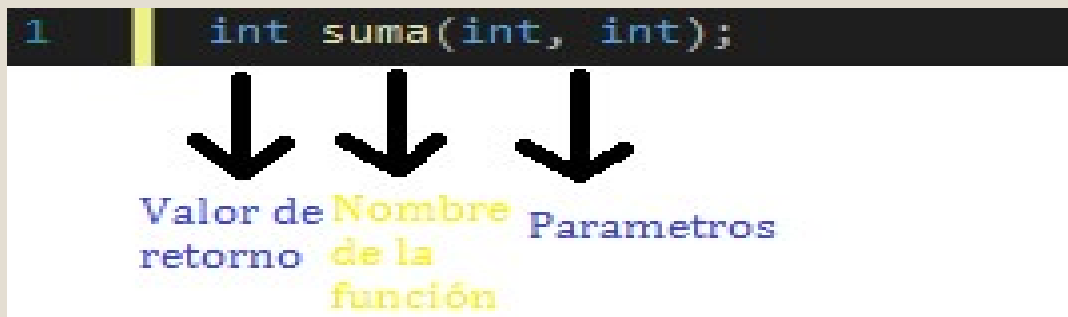 1 int suma(int, int);
Valor de
retorno
Nombre
de la
función
Parametros